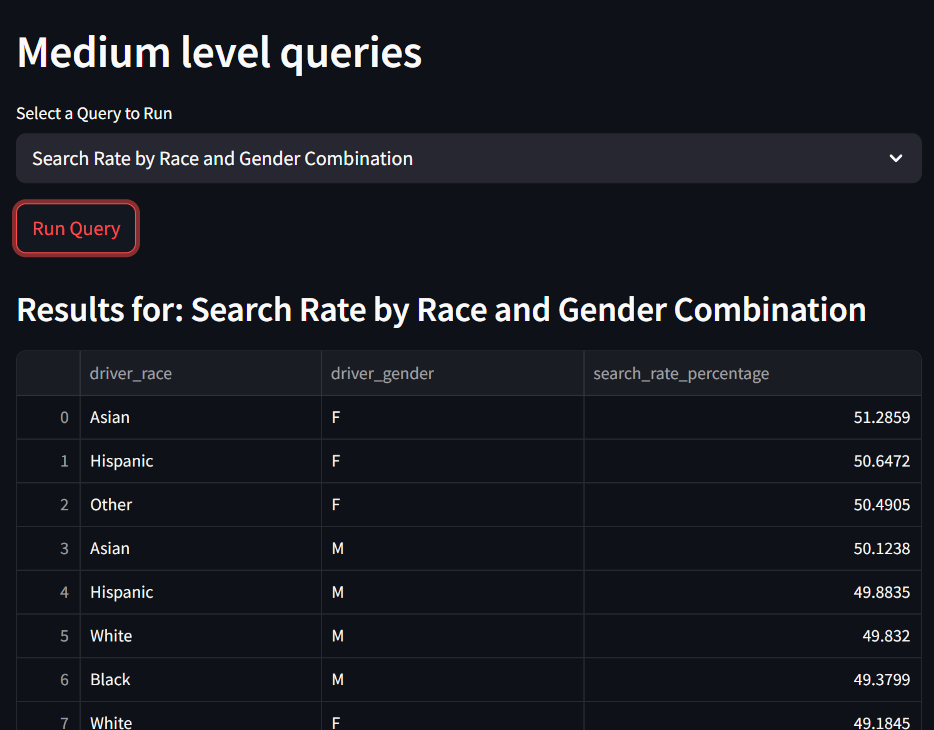 Medium level queries
Select a Query to Run
Search Rate by Race and Gender Combination
Run Query
Results for: Search Rate by Race and Gender Combination
driver_race driver_gender search_rate_percentage
0 Asian F 51.2859
1 Hispanic F 50.6472
2 Other F 50.4905
3 Asian M 50.1238
4 Hispanic M 49.8835
5 White M 49.832
6 Black M 49.3799
7 White F 49.1845